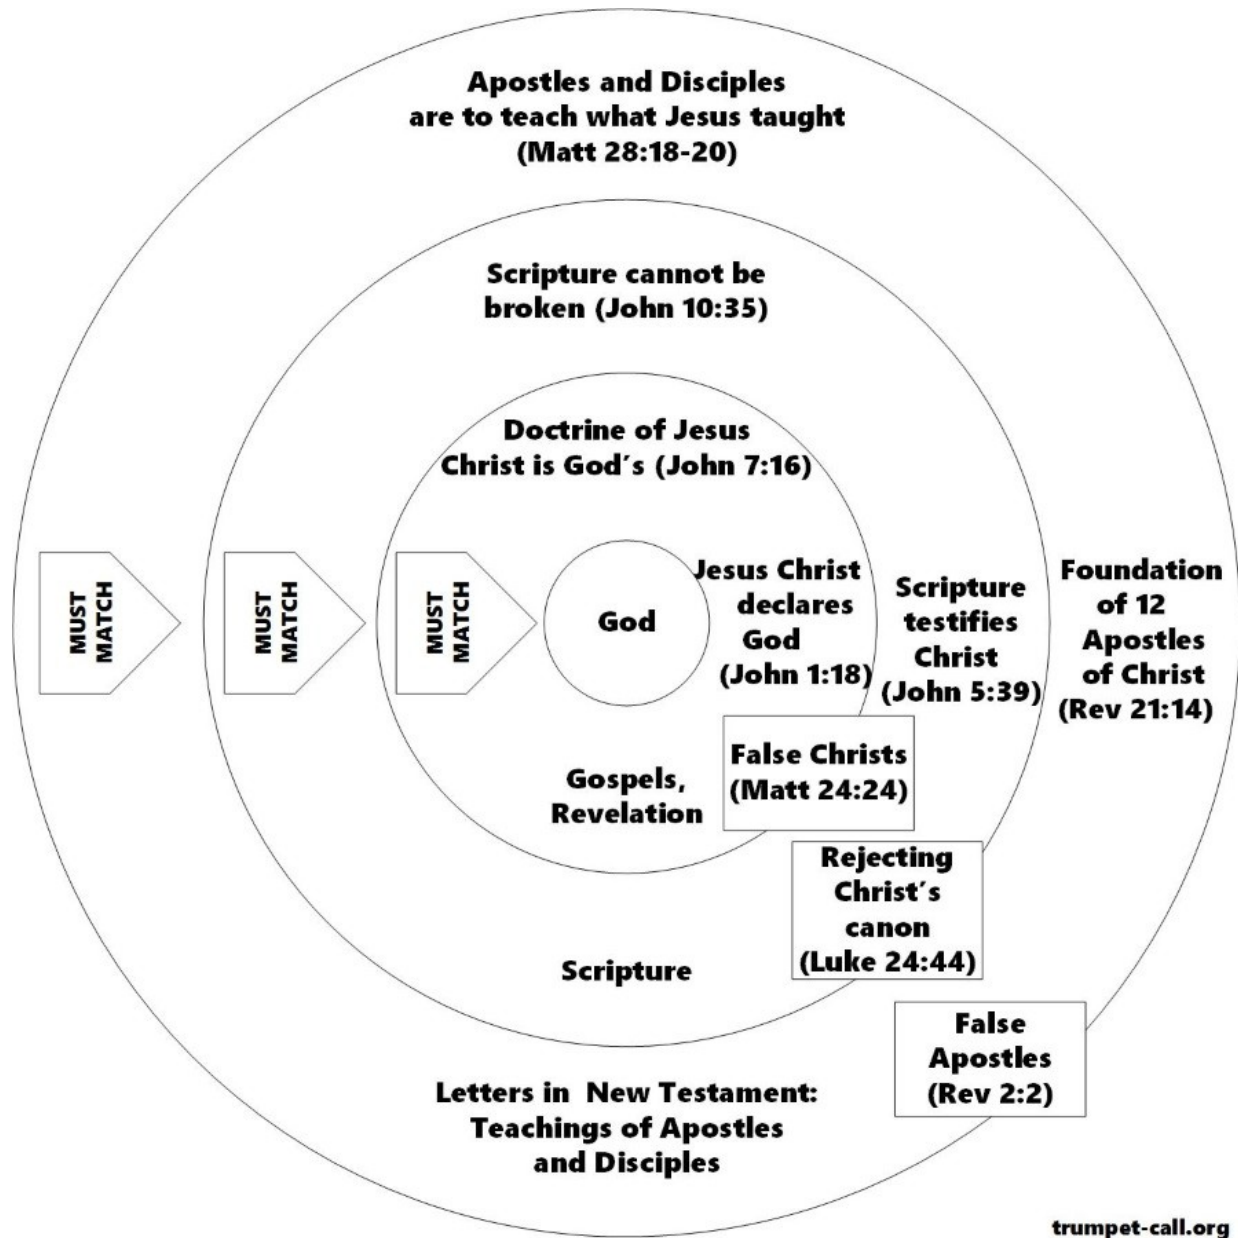 Apostles and Disciples
are to teach what Jesus taught
(Matt 28:18-20)
Scripture cannot be
broken (John 10:35)
Doctrine of Jesus
Christ is God´s (John 7:16)
MUST
MATCH
MUST
MATCH
MUST
MATCH
God
Jesus Christ
declares
God
(John 1:18)
Scripture
testifies
Christ
(John 5:39)
Foundation
of 12
Apostles
of Christ
(Rev 21:14)
False Christs
(Matt 24:24)
Gospels,
Revelation
Rejecting
Christ´s
canon
(Luke 24:44)
Scripture
False
Apostles
(Rev 2:2)
Letters in New Testament:
Teachings of Apostles
and Disciples
trumpet-call.org